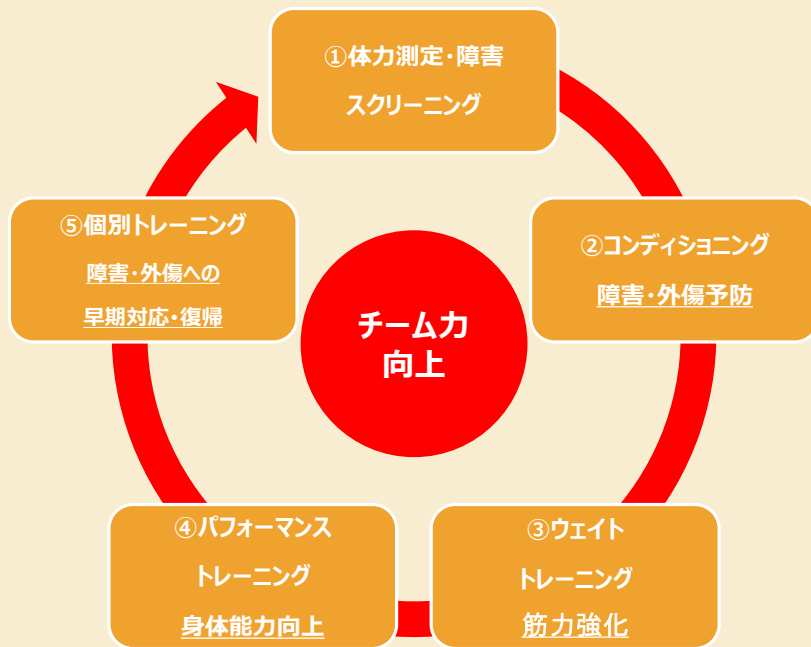 ①体力測定・障害
スクリーニング
②コンディショニング
障害・外傷予防
③ウェイト
トレーニング
筋力強化
④パフォーマンス
トレーニング
身体能力向上
⑤個別トレーニング
障害・外傷への
早期対応・復帰
チーム力
向上